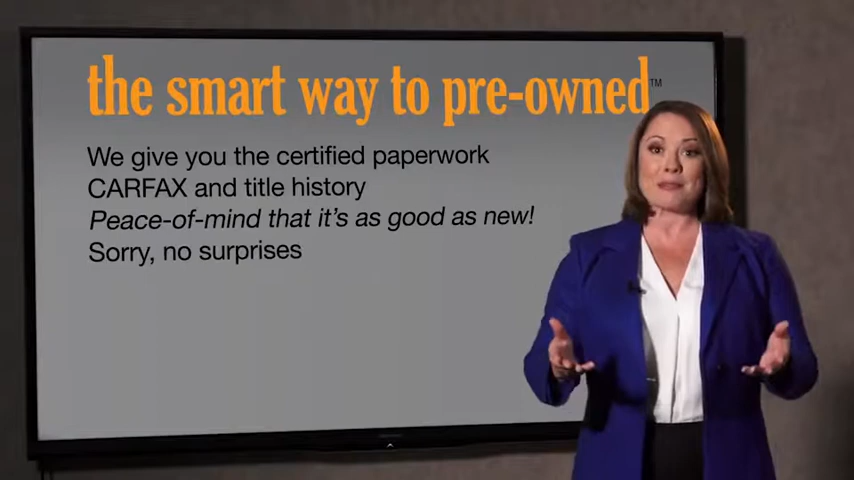 the smart way to pre-owned™
We give you the certified paperwork
CARFAX and title history
Peace-of-mind that it's as good as new!
Sorry, no surprises